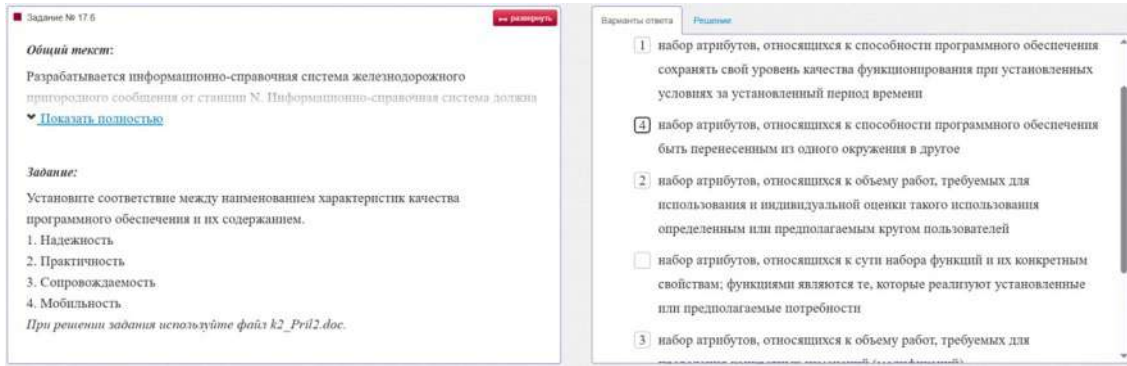 Задание № 17.6
развернуть
Общий текст:
Разрабатывается информационно-справочная система железнодорожного
пригородного сообщения от станции N. Информационно-справочная система должна
Показать полностью
Задание:
Установите соответствие между наименованием характеристик качества
программного обеспечения и их содержанием.
1. Надежность
2. Практичность
3. Сопровождаемость
4. Мобильность
При решении задания используйте файл k2_Pril2.doc.
Варианты ответа
Решение
1 набор атрибутов, относящихся к способности программного обеспечения
сохранять свой уровень качества функционирования при установленных
условиях за установленный период времени
4 набор атрибутов, относящихся к способности программного обеспечения
быть перенесенным из одного окружения в другое
2 набор атрибутов, относящихся к объему работ, требуемых для
использования и индивидуальной оценки такого использования
определенным или предполагаемым кругом пользователей
набор атрибутов, относящихся к сути набора функций и их конкретным
свойствам; функциями являются те, которые реализуют установленные
или предполагаемые потребности
3 набор атрибутов, относящихся к объему работ, требуемых для